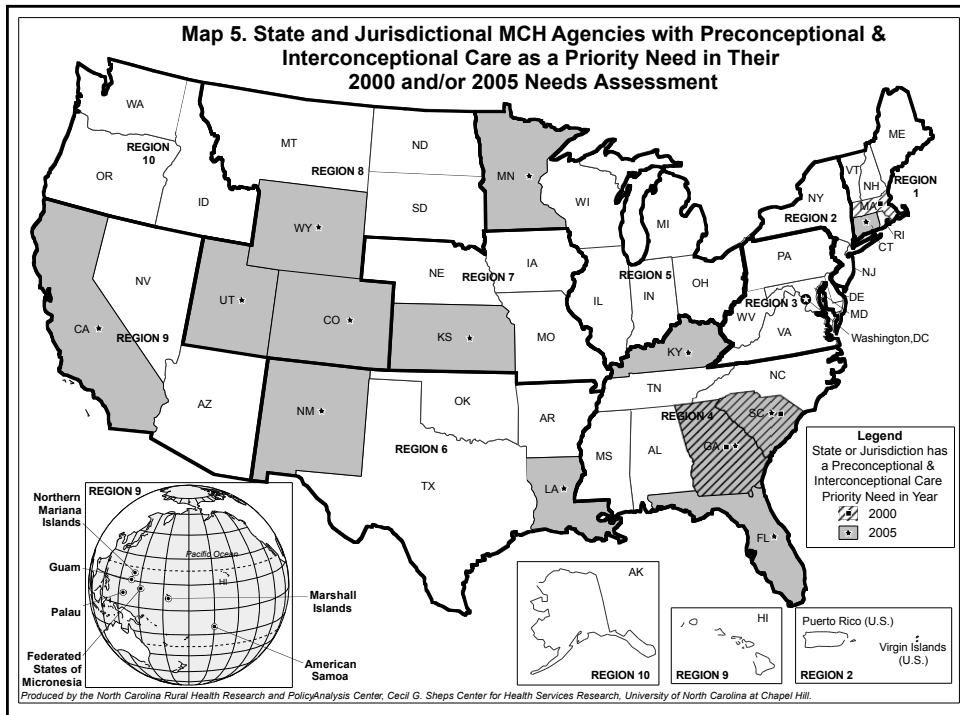 Map 5. State and Jurisdictional MCH Agencies with Preconceptional &
Interconceptional Care as a Priority Need in Their
2000 and/or 2005 Needs Assessment
WA
REGION
10
OR
ID
MT
REGION 8
ND
SD
MN
WI
MI
ME
VT
NH
REGION
1
MA
RI
CT
NY
REGION 2
PA
NJ
WY
NV
UT
CO
CA
REGION 9
AZ
NE
REGION 7
IA
KS
MO
REGION 5
IL
IN
OH
REGION 3
WV
VA
DE
MD
Washington,DC
KY
TN
NC
NM
OK
AR
REGION 6
TX
LA
MS
AL
REGION 4
GA
SC
FL
Legend
State or Jurisdiction has
a Preconceptional &
Interconceptional Care
Priority Need in Year
2000
2005
REGION 9
Northern
Mariana
Islands
Guam
Palau
Federated
States of
Micronesia
Pacific Ocean
HI
Marshall
Islands
American
Samoa
AK
REGION 10
HI
REGION 9
Puerto Rico (U.S.)
Virgin Islands
(U.S.)
REGION 2
Produced by the North Carolina Rural Health Research and PolicyAnalysis Center, Cecil G. Sheps Center for Health Services Research, University of North Carolina at Chapel Hill.